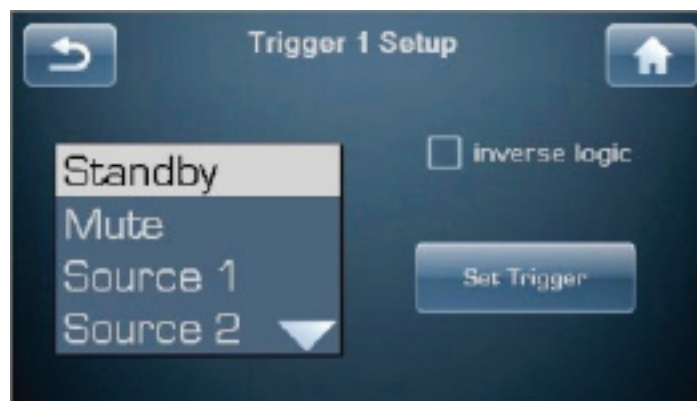 Trigger 1 Setup
inverse logic
Standby
Mute
Source 1
Set Trigger
Source 2